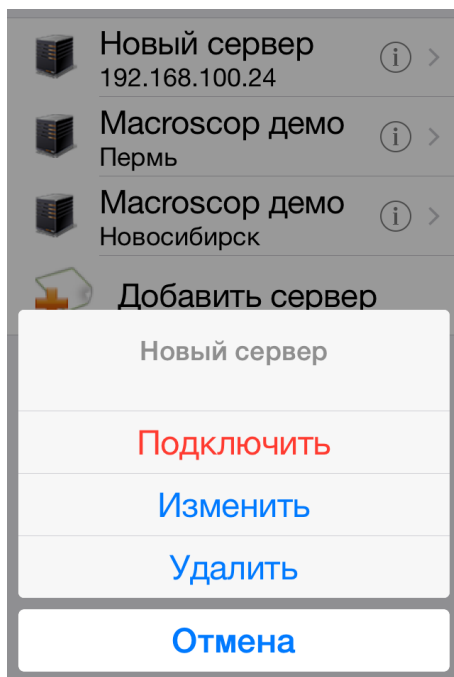 Новый сервер
192.168.100.24
Macroscop демо
Пермь
Macroscop демо
Новосибирск
Добавить сервер
Новый сервер
Подключить
Изменить
Удалить
Отмена